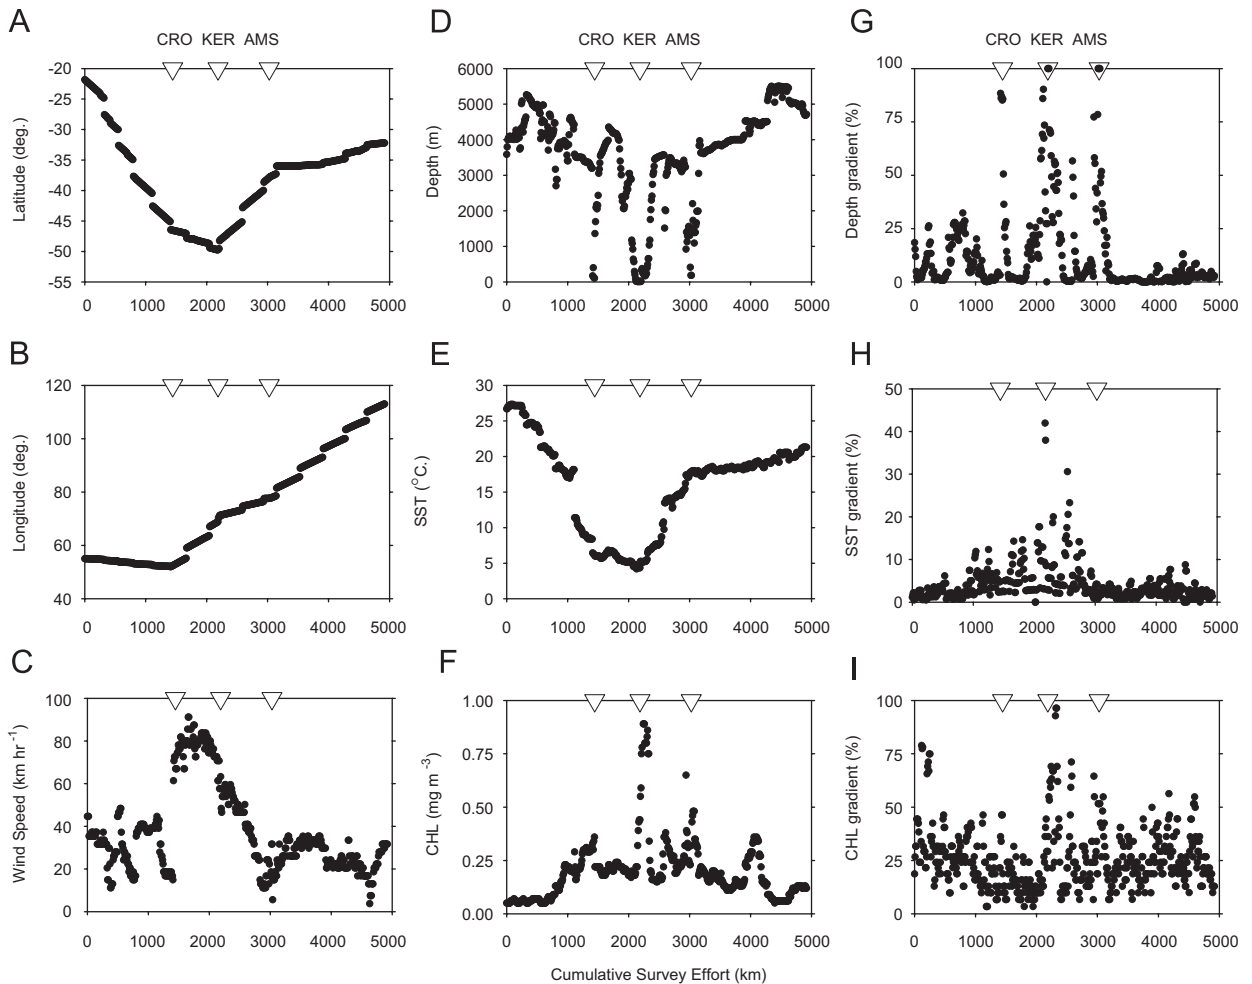 A
D
G
CRO KER AMS
CRO KER AMS
CRO KER AMS
Latitude (deg.)
-20
-25
-30
-35
-40
-45
-50
-55
0 1000 2000 3000 4000 5000
Depth (m)
6000
5000
4000
3000
2000
1000
0
0 1000 2000 3000 4000 5000
Depth gradient (%)
100
75
50
25
0
0 1000 2000 3000 4000 5000
B
E
H
Longitude (deg.)
120
100
80
60
40
0 1000 2000 3000 4000 5000
SST (°C.)
30
25
20
15
10
5
0
0 1000 2000 3000 4000 5000
SST gradient (%)
50
40
30
20
10
0
0 1000 2000 3000 4000 5000
C
F
I
Wind Speed (km hr⁻¹)
100
80
60
40
20
0
0 1000 2000 3000 4000 5000
CHL (mg m⁻³)
1.00
0.75
0.50
0.25
0.00
0 1000 2000 3000 4000 5000
CHL gradient (%)
100
75
50
25
0
0 1000 2000 3000 4000 5000
Cumulative Survey Effort (km)